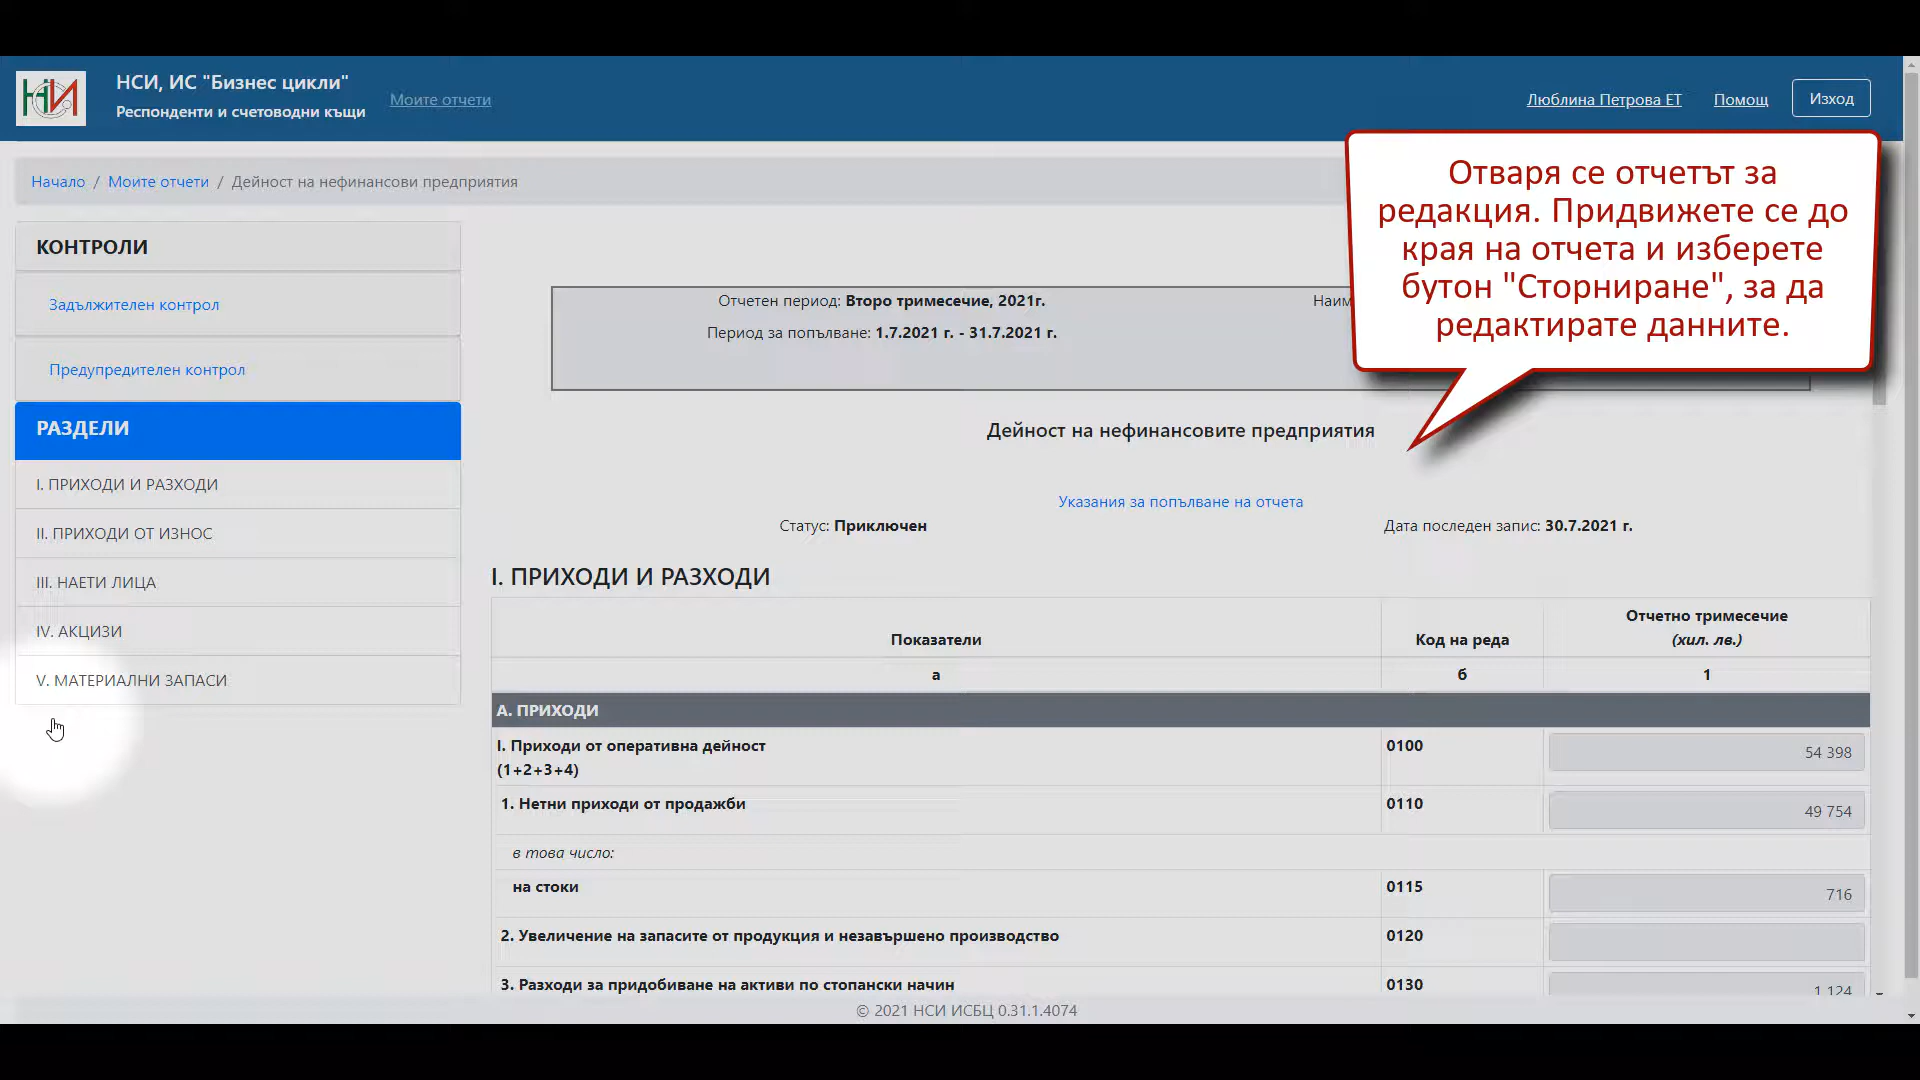 НСИ, ИС "Бизнес цикли"
Респонденти и счетоводни къщи
Моите отчети
Люблина Петрова ЕТ
Помощ
Изход
Начало / Моите отчети / Дейност на нефинансови предприятия
Отваря се отчетът за
редакция. Придвижете се до
края на отчета и изберете
бутон "Сторниране", за да
редактирате данните.
КОНТРОЛИ
Задължителен контрол
Предупредителен контрол
РАЗДЕЛИ
I. ПРИХОДИ И РАЗХОДИ
II. ПРИХОДИ ОТ ИЗНОС
III. НАЕТИ ЛИЦА
IV. АКЦИЗИ
V. МАТЕРИАЛНИ ЗАПАСИ
Отчетен период: Второ тримесечие, 2021г.
Период за попълване: 1.7.2021 г. - 31.7.2021 г.
Дейност на нефинансовите предприятия
Указания за попълване на отчета
Статус: Приключен
Дата последен запис: 30.7.2021 г.
I. ПРИХОДИ И РАЗХОДИ
Показатели
Код на реда
Отчетно тримесечие
(хил. лв.)
а
б
1
А. ПРИХОДИ
I. Приходи от оперативна дейност
(1+2+3+4)
0100
54 398
1. Нетни приходи от продажби
0110
49 754
в това число:
на стоки
0115
716
2. Увеличение на запасите от продукция и незавършено производство
0120
3. Разходи за придобиване на активи по стопански начин
0130
1 124
© 2021 НСИ ИСБЦ 0.31.1.4074